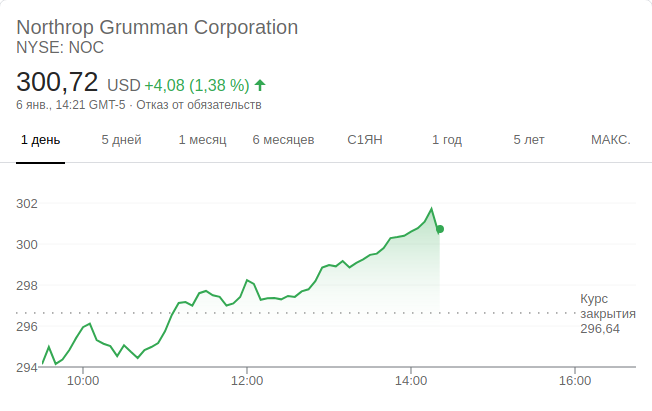 Northrop Grumman Corporation
NYSE: NOC
300,72 USD +4,08 (1,38 %)
6 янв., 14:21 GMT-5 · Отказ от обязательств
1 день 5 дней 1 месяц 6 месяцев С1ЯН 1 год 5 лет МАКС.
302
300
298
Курс
закрытия
296,64
296
294
10:00 12:00 14:00 16:00